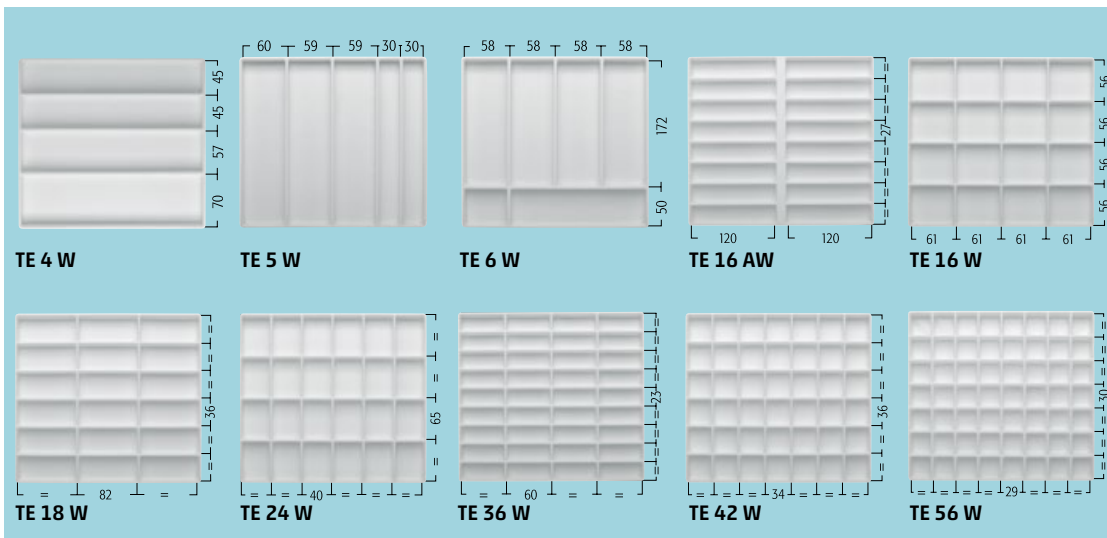 60 59 59 30 30
58 58 58 58
45
45
57
70
172
50
= = = 27 = = = =
120 120
56
56
56
56
61 61 61 61
TE 4 W
TE 5 W
TE 6 W
TE 16 AW
TE 16 W
= = = 36 = =
= 82 =
= = 65 =
= = 40 = = =
= = = = 23 = = = =
= 60 = =
= = 36 = =
= = = 34 = = =
= = = 30 = = =
= = = 29 = = = =
TE 18 W
TE 24 W
TE 36 W
TE 42 W
TE 56 W